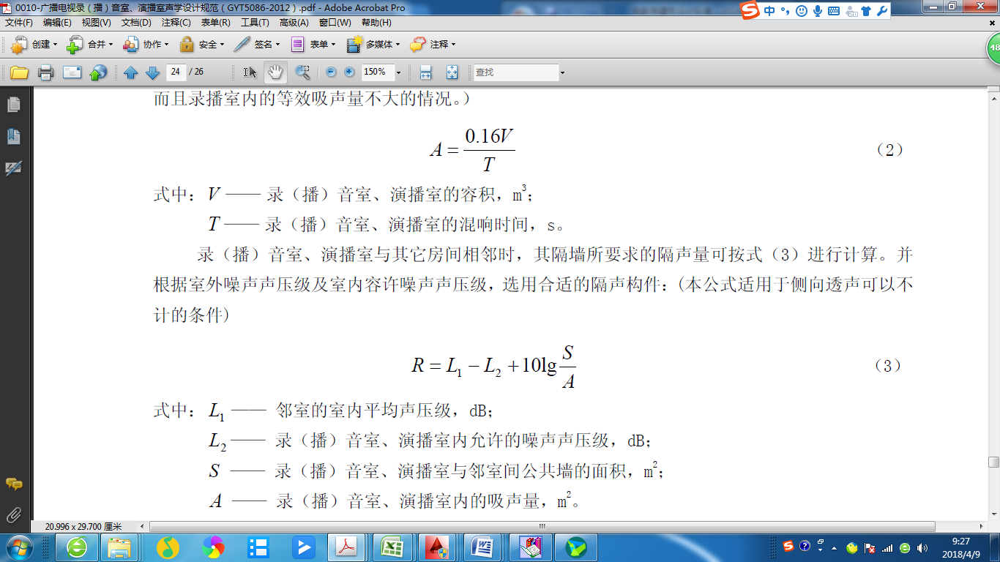 0010-广播电视录（播）音室、演播室声学设计规范（GYT5086-2012）.pdf - Adobe Acrobat Pro
中
文件(F) 编辑(E) 视图(V) 文档(D) 注释(C) 表单(R) 工具(T) 高级(A) 窗口(W) 帮助(H)
创建 合并 协作 安全 签名 表单 多媒体 注释
48
24 / 26 150% 查找
而且录播室内的等效吸声量不大的情况。）
A = 0.16V / T （2）
式中：V —— 录（播）音室、演播室的容积，m³；
T —— 录（播）音室、演播室的混响时间，s。
录（播）音室、演播室与其它房间相邻时，其隔墙所要求的隔声量可按式（3）进行计算。并
根据室外噪声声压级及室内容许噪声声压级，选用合适的隔声构件：(本公式适用于侧向透声可以不
计的条件)
R = L₁ − L₂ + 10lg S / A （3）
式中：L₁ —— 邻室的室内平均声压级，dB；
L₂ —— 录（播）音室、演播室内允许的噪声声压级，dB；
S —— 录（播）音室、演播室与邻室间公共墙的面积，m²；
A —— 录（播）音室、演播室内的吸声量，m²。
20.996 x 29.700 厘米
9:27
2018/4/9